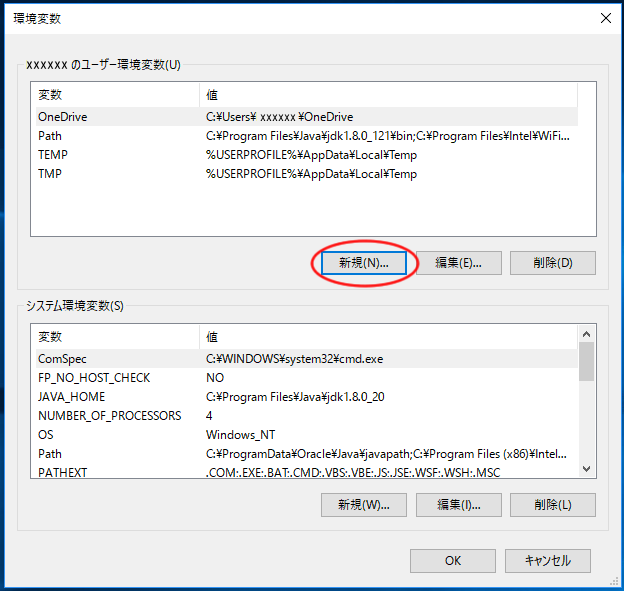 環境変数
xxxxxx のユーザー環境変数(U)
変数 値
OneDrive C:¥Users¥ xxxxxx ¥OneDrive
Path C:¥Program Files¥Java¥jdk1.8.0_121¥bin;C:¥Program Files¥Intel¥WiFi...
TEMP %USERPROFILE%¥AppData¥Local¥Temp
TMP %USERPROFILE%¥AppData¥Local¥Temp
新規(N)... 編集(E)... 削除(D)
システム環境変数(S)
変数 値
ComSpec C:¥WINDOWS¥system32¥cmd.exe
FP_NO_HOST_CHECK NO
JAVA_HOME C:¥Program Files¥Java¥jdk1.8.0_20
NUMBER_OF_PROCESSORS 4
OS Windows_NT
Path C:¥ProgramData¥Oracle¥Java¥javapath;C:¥Program Files (x86)¥Intel...
PATHEXT .COM;.EXE;.BAT;.CMD;.VBS;.VBE;.JS;.JSE;.WSF;.WSH;.MSC
新規(W)... 編集(I)... 削除(L)
OK キャンセル